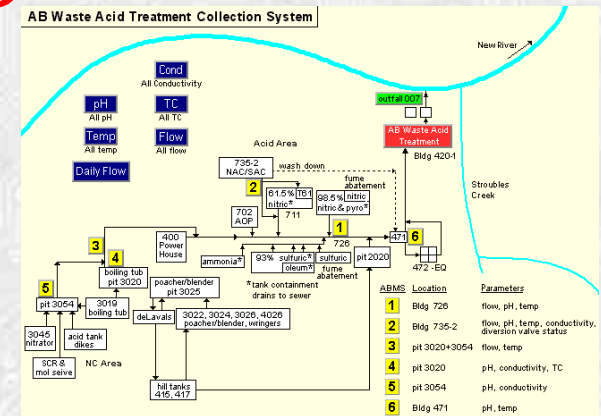 AB Waste Acid Treatment Collection System
New River
Cond
All Conductivity
pH
All pH
TC
All TC
Temp
All temp
Flow
All flow
Daily Flow
outfall 007
AB Waste Acid
Treatment
Bldg 420-1
Stroubles
Creek
Acid Area
735-2
NAC/SAC
wash down
2
61.5%
nitric*
T61
711
fume
abatement
98.5%
nitric
nitric & pyro*
702
AOP
1
726
471
6
472 -EQ
400
Power
House
ammonia*
93%
sulfuric*
oleum*
sulfuric
fume
abatement
pit 2020
*tank containment
drains to sewer
3
4
boiling tub
pit 3020
5
pit 3054
3019
boiling tub
poacher/blender
pit 3025
deLavals
3022, 3024, 3026, 4026
poacher/blender, wringers
3045
nitrator
acid tank
dikes
SCR &
mol seive
NC Area
hill tanks
415, 417
ABMS Location Parameters
1 Bldg 726 flow, pH, temp
2 Bldg 735-2 flow, pH, temp, conductivity,
diversion valve status
3 pit 3020+3054 flow, temp
4 pit 3020 pH, conductivity, TC
5 pit 3054 pH, conductivity
6 Bldg 471 pH, temp